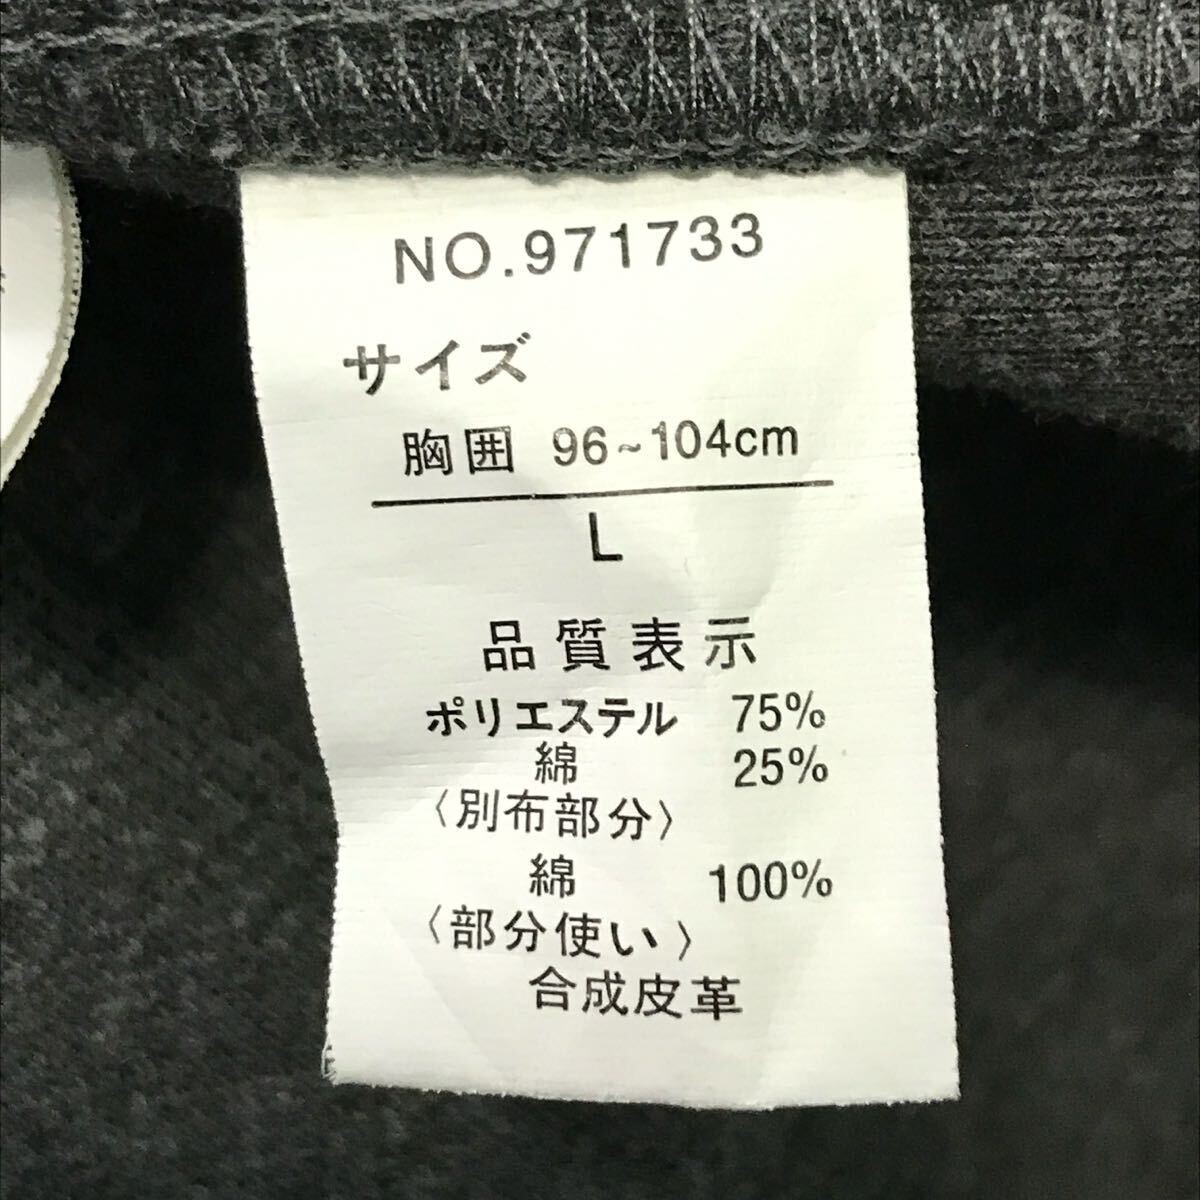 NO.971733
サイズ
胸囲 96~104cm
L
品質表示
ポリエステル 75%
綿 25%
〈別布部分〉
綿 100%
〈部分使い〉
合成皮革